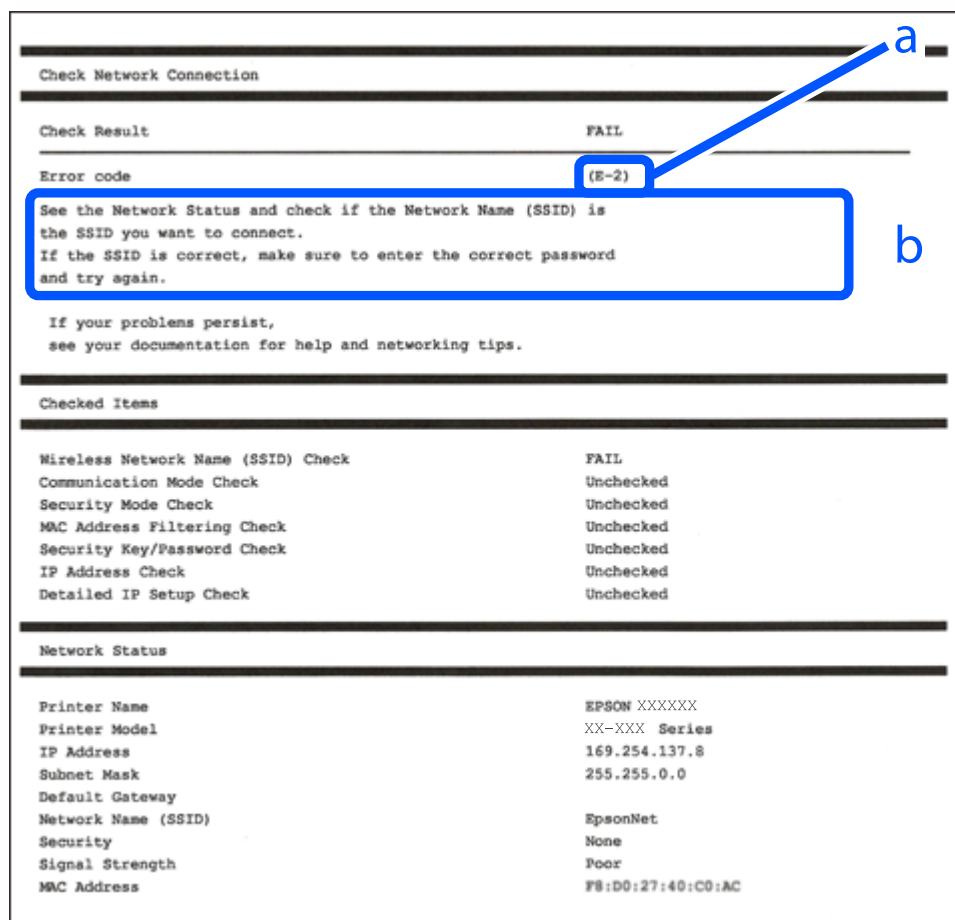 a
Check Network Connection
Check Result FAIL
Error code (E-2)
See the Network Status and check if the Network Name (SSID) is
the SSID you want to connect.
If the SSID is correct, make sure to enter the correct password
and try again.
b
If your problems persist,
see your documentation for help and networking tips.
Checked Items
Wireless Network Name (SSID) Check FAIL
Communication Mode Check Unchecked
Security Mode Check Unchecked
MAC Address Filtering Check Unchecked
Security Key/Password Check Unchecked
IP Address Check Unchecked
Detailed IP Setup Check Unchecked
Network Status
Printer Name EPSON XXXXXX
Printer Model XX-XXX Series
IP Address 169.254.137.8
Subnet Mask 255.255.0.0
Default Gateway
Network Name (SSID) EpsonNet
Security None
Signal Strength Poor
MAC Address F8:D0:27:40:C0:AC